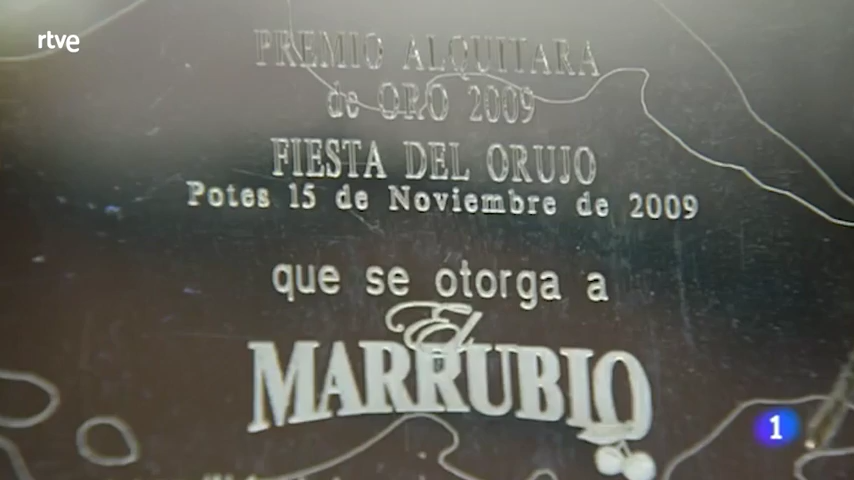 rtve
PREMIO ALQUITARA
de ORO 2009
FIESTA DEL ORUJO
Potes 15 de Noviembre de 2009
que se otorga a
El
MARRUBIO
1